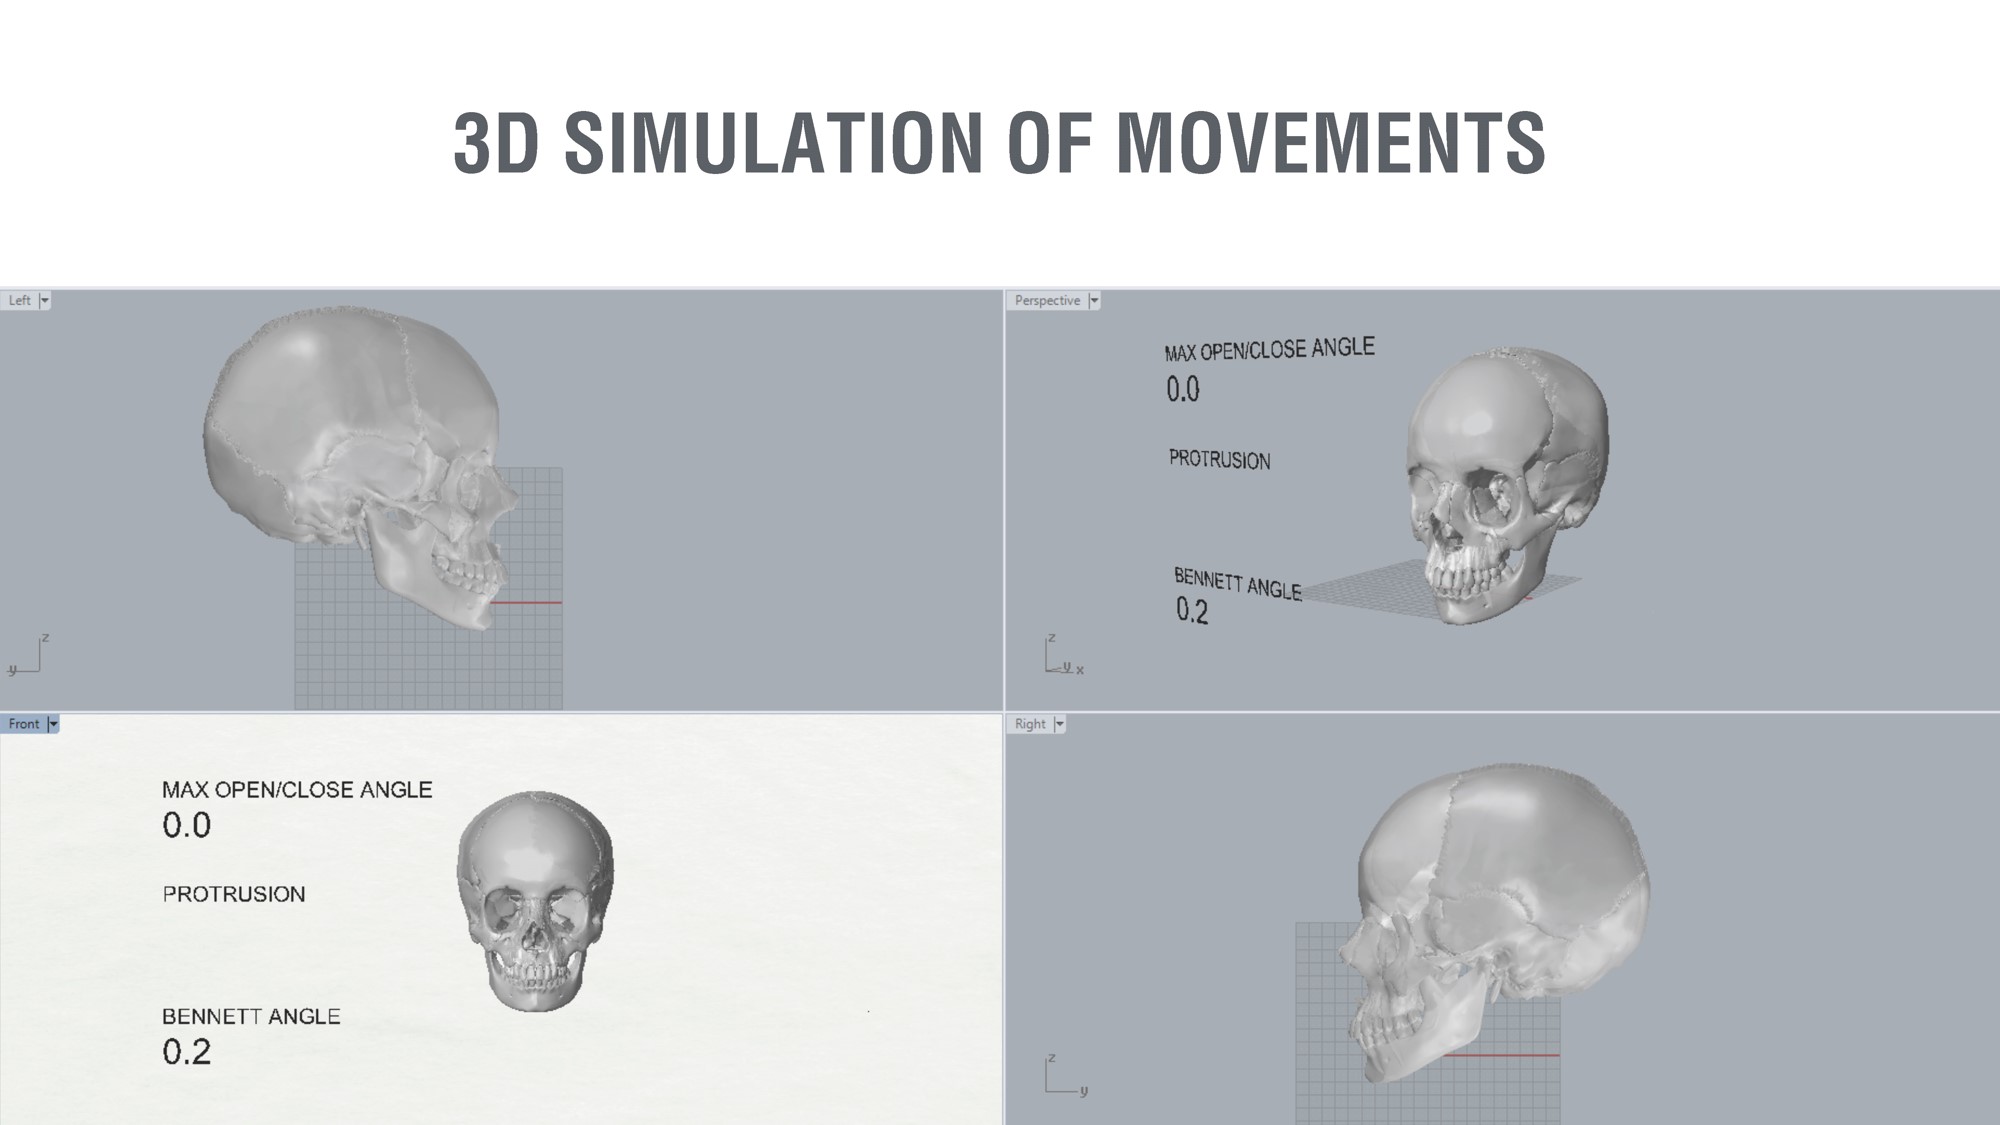 3D SIMULATION OF MOVEMENTS
Left
z
y
Perspective
MAX OPEN/CLOSE ANGLE
0.0
PROTRUSION
BENNETT ANGLE
0.2
z
y x
Front
MAX OPEN/CLOSE ANGLE
0.0
PROTRUSION
BENNETT ANGLE
0.2
Right
z
y